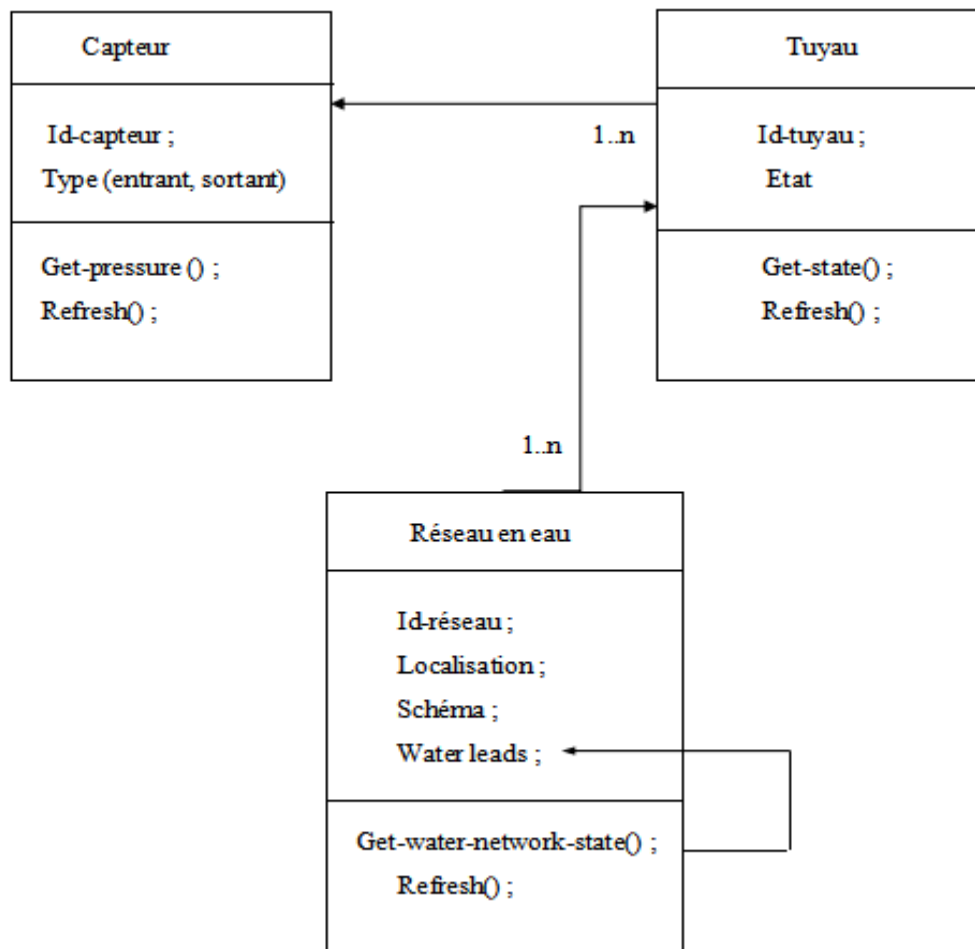 Capteur
Id-capteur ;
Type (entrant, sortant)
Get-pressure () ;
Refresh() ;
Tuyau
1..n
Id-tuyau ;
Etat
Get-state() ;
Refresh() ;
1..n
Réseau en eau
Id-réseau ;
Localisation ;
Schéma ;
Water leads ;
Get-water-network-state() ;
Refresh() ;